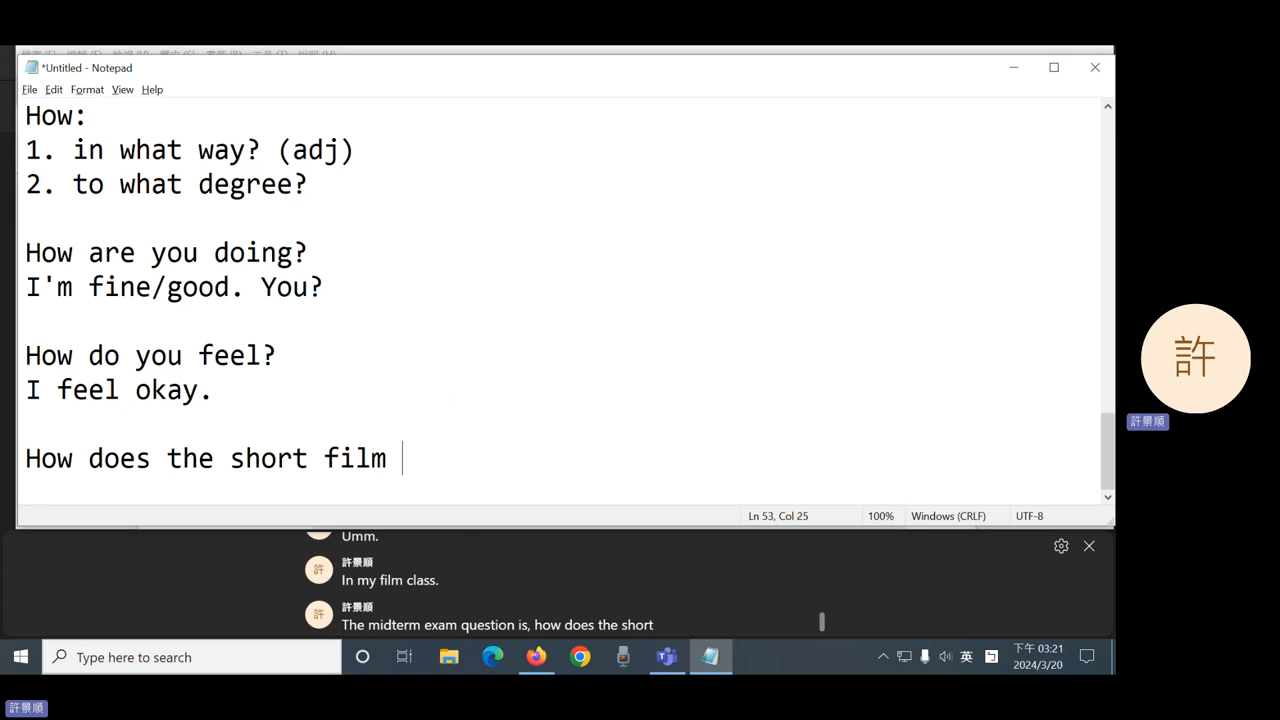 *Untitled - Notepad
File Edit Format View Help
How:
1. in what way? (adj)
2. to what degree?
How are you doing?
I'm fine/good. You?
How do you feel?
I feel okay.
How does the short film
Ln 53, Col 25 100% Windows (CRLF) UTF-8
許
許景順
Umm.
許 許景順
In my film class.
許 許景順
The midterm exam question is, how does the short
Type here to search
英
下午 03:21
2024/3/20
許景順